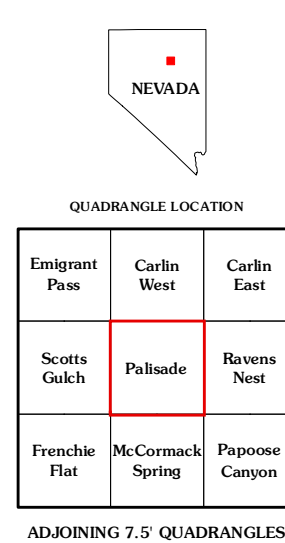 NEVADA
QUADRANGLE LOCATION
Emigrant
Pass
Carlin
West
Carlin
East
Scotts
Gulch
Palisade
Ravens
Nest
Frenchie
Flat
McCormack
Spring
Papoose
Canyon
ADJOINING 7.5' QUADRANGLES